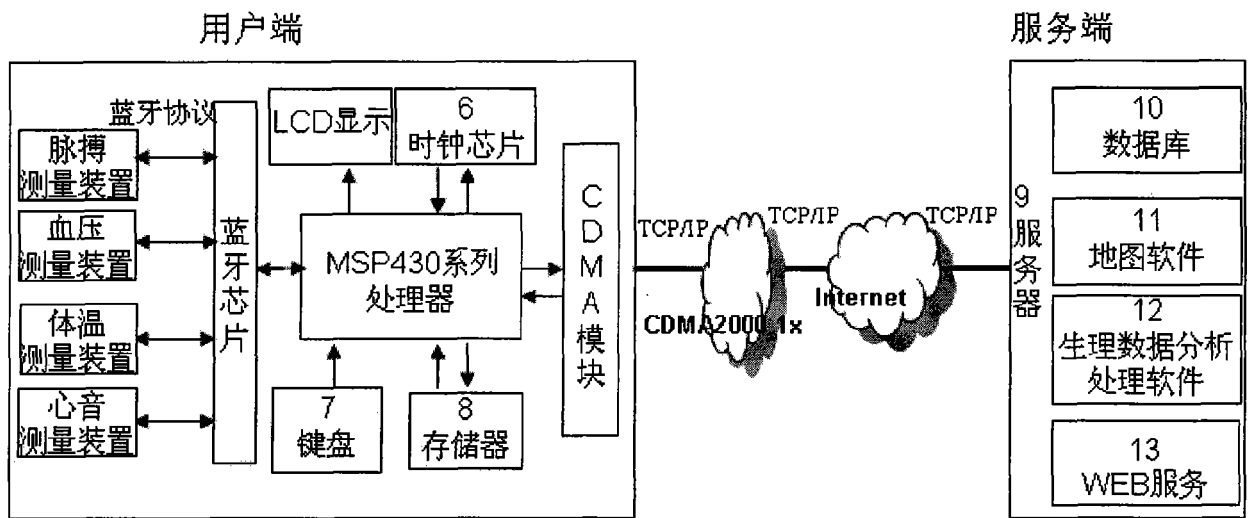 用户端
服务端
蓝牙协议
脉搏
测量装置
血压
测量装置
体温
测量装置
心音
测量装置
蓝牙芯片
LCD显示
6
时钟芯片
MSP430系列
处理器
7
键盘
8
存储器
CDMA模块
TCP/IP
TCP/IP
TCP/IP
CDMA2000 1x
Internet
9服务器
10
数据库
11
地图软件
12
生理数据分析
处理软件
13
WEB服务